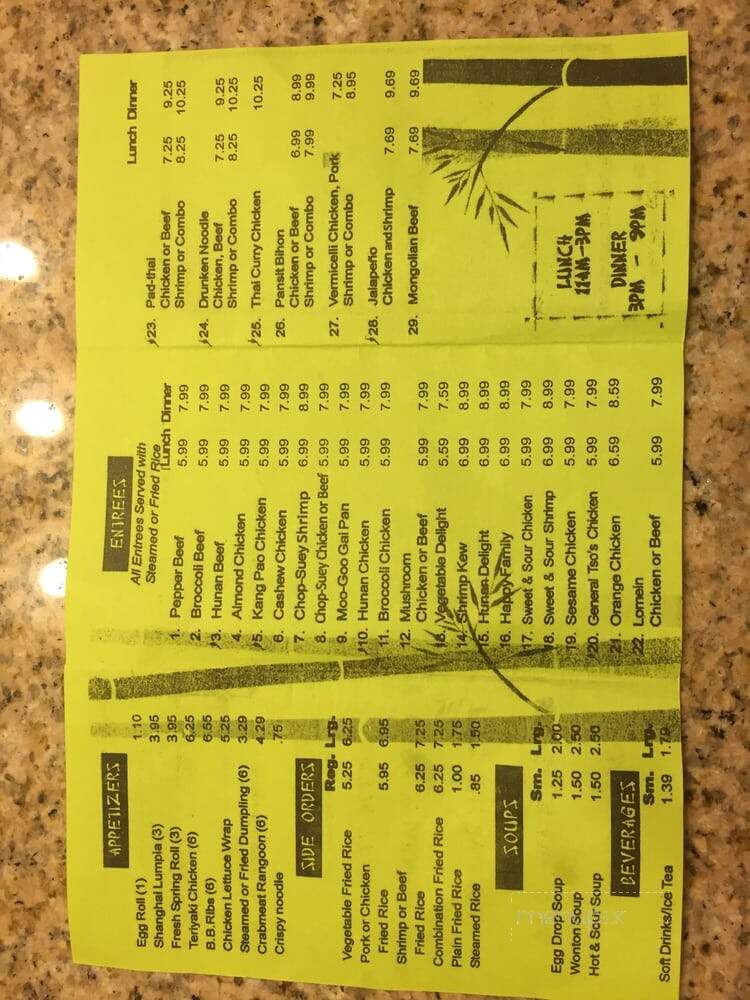 APPETIZERS
Egg Roll (1) 1.10
Shanghai Lumpia (3) 3.95
Fresh Spring Roll (3) 3.95
Teriyaki Chicken (6) 6.25
B.B.Ribs (6) 6.55
Chicken Lettuce Wrap 5.25
Steamed or Fried Dumpling (6) 3.29
Crabmeat Rangoon (6) 4.29
Crispy noodle .75
SIDE ORDERS
Reg. Lrg.
Vegetable Fried Rice 5.25 6.25
Pork or Chicken
Fried Rice 5.95 6.95
Shrimp or Beef
Fried Rice 6.25 7.25
Combination Fried Rice 6.25 7.25
Plain Fried Rice 1.00 1.75
Steamed Rice .85 1.50
SOUPS
Sm. Lrg.
Egg Drop Soup 1.25 2.00
Wonton Soup 1.50 2.50
Hot & Sour Soup 1.50 2.50
BEVERAGES
Sm. Lrg.
Soft Drinks/Ice Tea 1.39 1.79
ENTREES
All Entrees Served with
Steamed or Fried Rice
Lunch Dinner
1. Pepper Beef 5.99 7.99
2. Broccoli Beef 5.99 7.99
3. Hunan Beef 5.99 7.99
4. Almond Chicken 5.99 7.99
5. Kang Pao Chicken 5.99 7.99
6. Cashew Chicken 5.99 7.99
7. Chop-Suey Shrimp 6.99 8.99
8. Chop-Suey Chicken or Beef 5.99 7.99
9. Moo-Goo Gai Pan 5.99 7.99
10. Hunan Chicken 5.99 7.99
11. Broccoli Chicken 5.99 7.99
12. Mushroom
Chicken or Beef 5.99 7.99
13. Vegetable Delight 5.59 7.59
14. Shrimp Kew 6.99 8.99
15. Hunan Delight 6.99 8.99
16. Happy Family 6.99 8.99
17. Sweet & Sour Chicken 5.99 7.99
18. Sweet & Sour Shrimp 6.99 8.99
19. Sesame Chicken 5.99 7.99
20. General Tso's Chicken 5.99 7.99
21. Orange Chicken 6.59 8.59
22. Lomein
Chicken or Beef 5.99 7.99
Lunch Dinner
23. Pad-thai
Chicken or Beef 7.25 9.25
Shrimp or Combo 8.25 10.25
24. Drunken Noodle
Chicken, Beef 7.25 9.25
Shrimp or Combo 8.25 10.25
25. Thai Curry Chicken 10.25
26. Pansit Bihon
Chicken or Beef 6.99 8.99
Shrimp or Combo 7.99 9.99
27. Vermicelli Chicken, Pork 7.25
Shrimp or Combo 8.95
28. Jalapeño
Chicken and Shrimp 7.69 9.69
29. Mongolian Beef 7.69 9.69
LUNCH
11AM-3PM
DINNER
3PM - 9PM